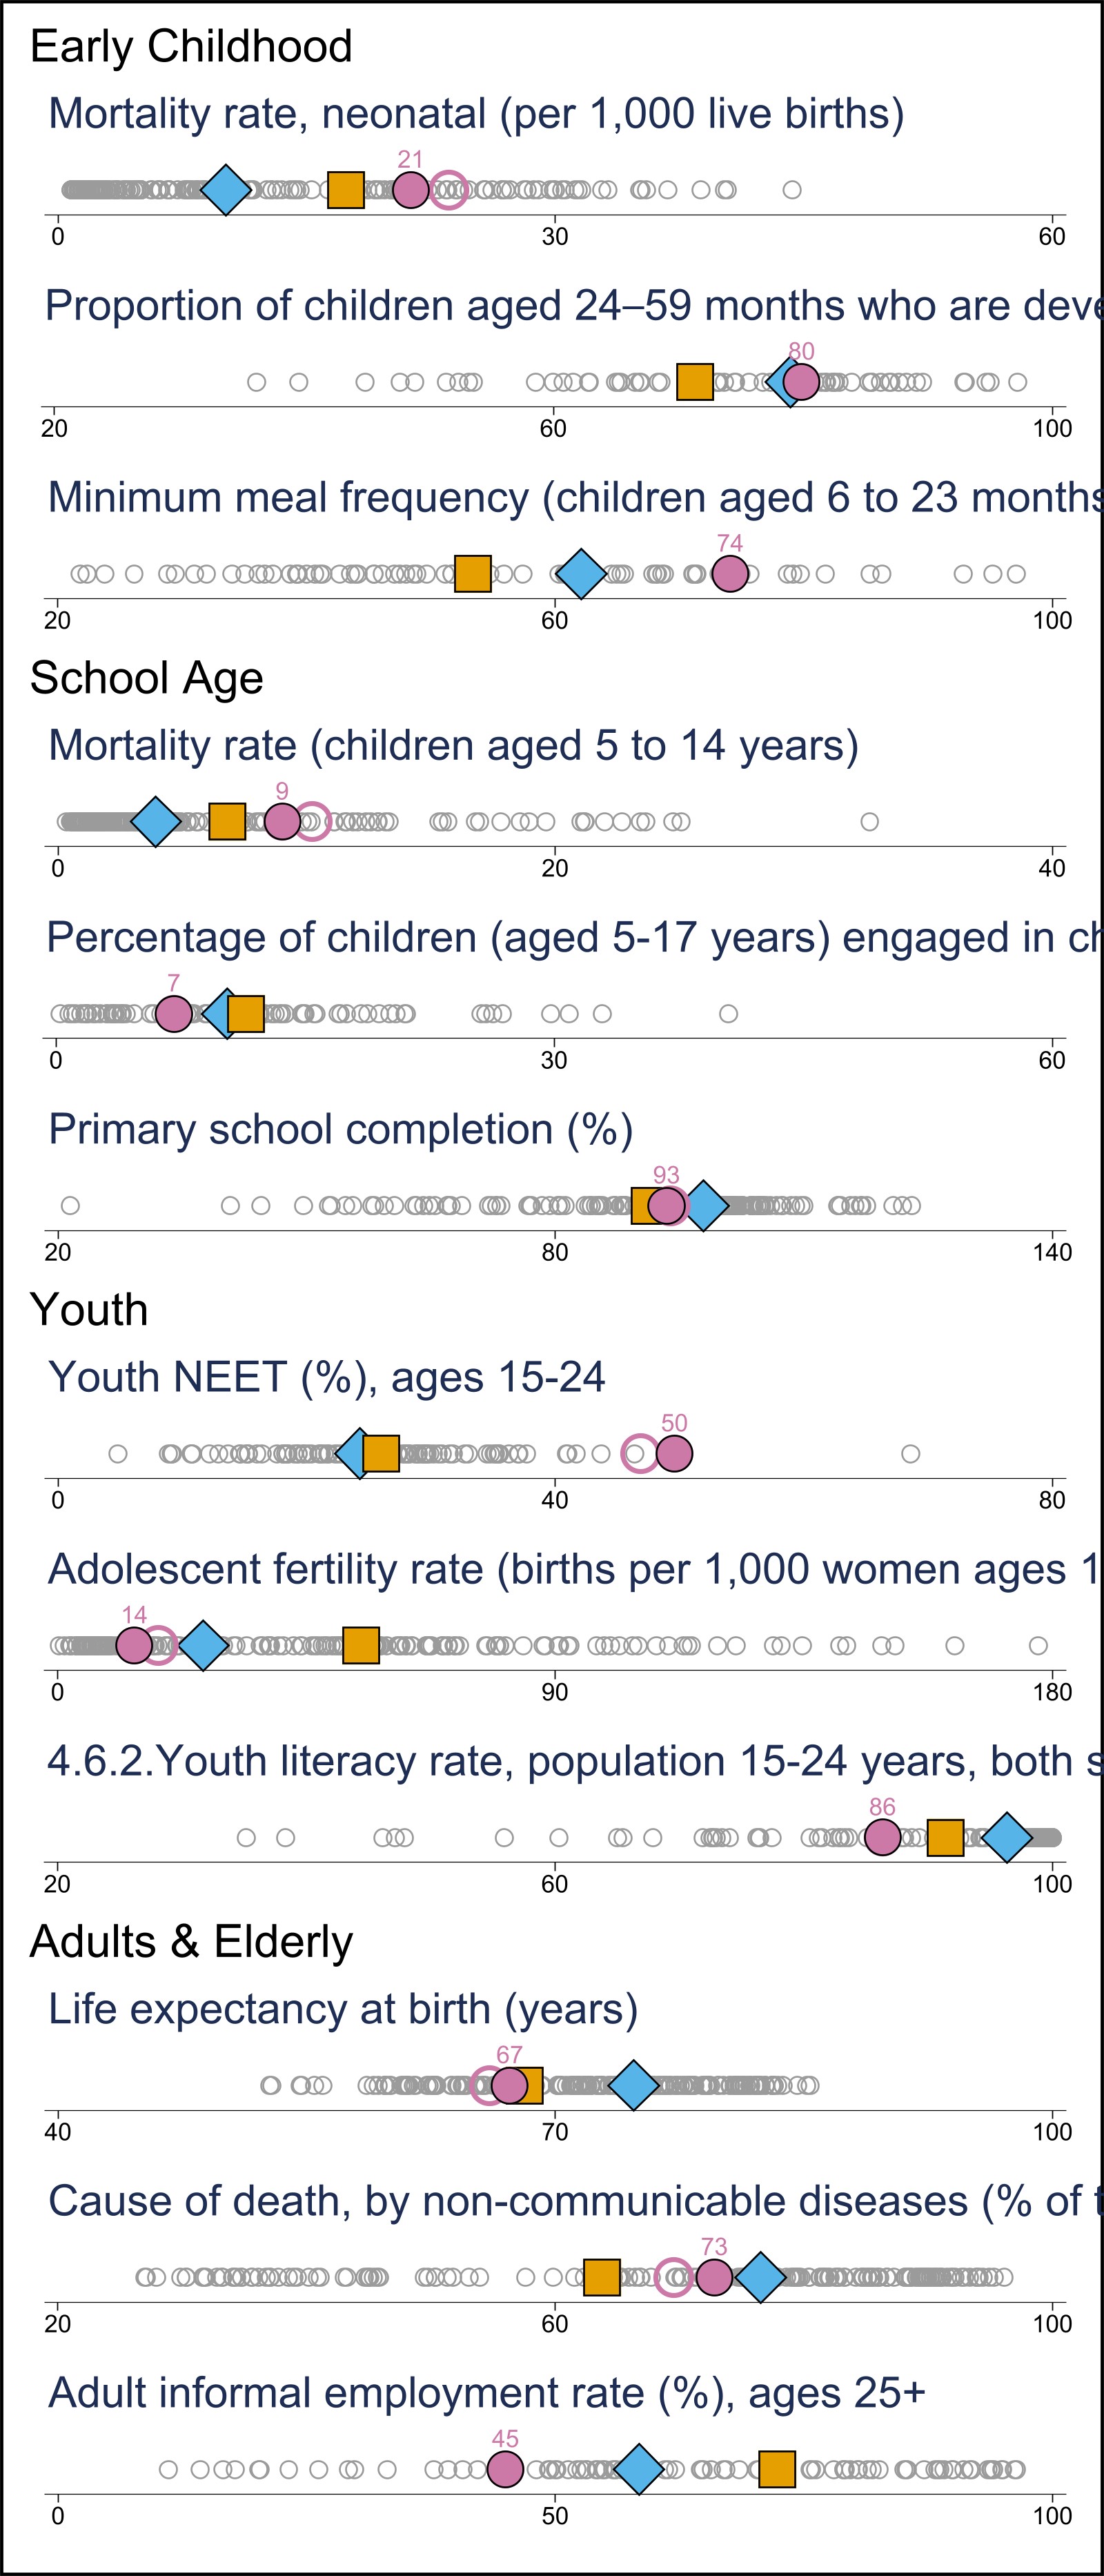 Early Childhood
Mortality rate, neonatal (per 1,000 live births)
21
0 30 60
Proportion of children aged 24–59 months who are deve
80
20 60 100
Minimum meal frequency (children aged 6 to 23 months
74
20 60 100
School Age
Mortality rate (children aged 5 to 14 years)
9
0 20 40
Percentage of children (aged 5-17 years) engaged in ch
7
0 30 60
Primary school completion (%)
93
20 80 140
Youth
Youth NEET (%), ages 15-24
50
0 40 80
Adolescent fertility rate (births per 1,000 women ages 1
14
0 90 180
4.6.2.Youth literacy rate, population 15-24 years, both s
86
20 60 100
Adults & Elderly
Life expectancy at birth (years)
67
40 70 100
Cause of death, by non-communicable diseases (% of t
73
20 60 100
Adult informal employment rate (%), ages 25+
45
0 50 100